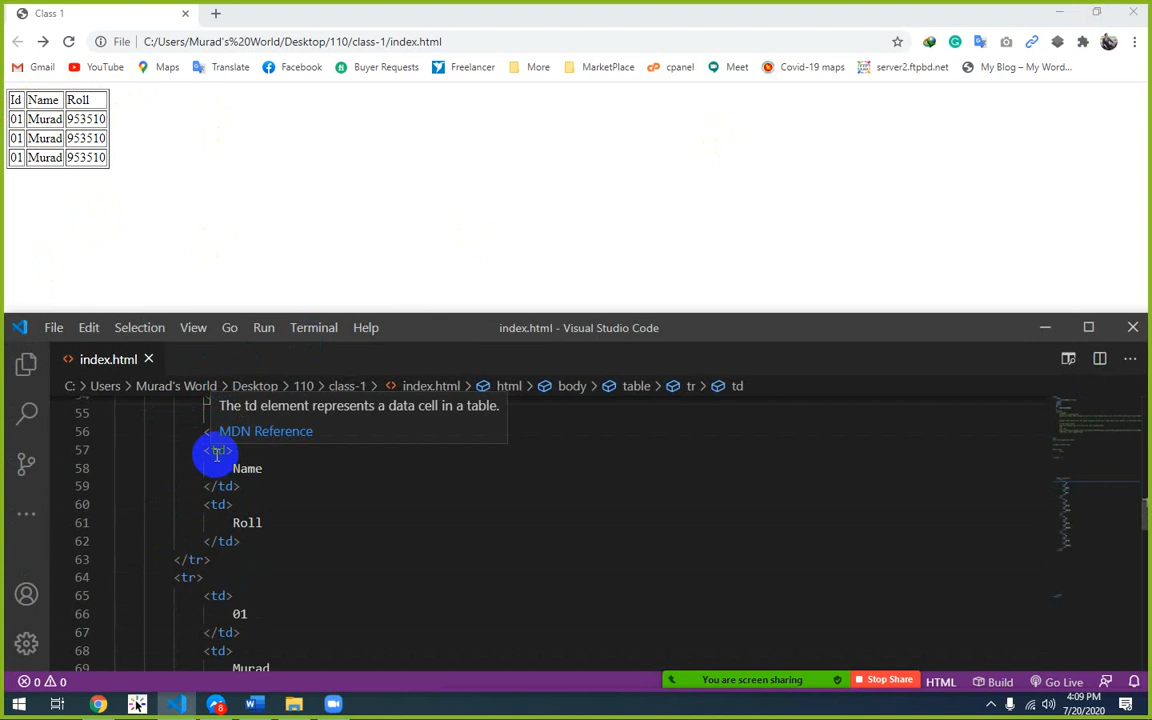 Class 1
File C:/Users/Murad's%20World/Desktop/110/class-1/index.html
Gmail YouTube Maps Translate Facebook Buyer Requests Freelancer More MarketPlace cpanel Meet Covid-19 maps server2.ftpbd.net My Blog – My Word...
Id Name Roll
01 Murad 953510
01 Murad 953510
01 Murad 953510
File Edit Selection View Go Run Terminal Help index.html - Visual Studio Code
index.html
C: > Users > Murad's World > Desktop > 110 > class-1 > index.html > html > body > table > tr > td
54
55 The td element represents a data cell in a table.
56 < MDN Reference
57 <td>
58 Name
59 </td>
60 <td>
61 Roll
62 </td>
63 </tr>
64 <tr>
65 <td>
66 01
67 </td>
68 <td>
69 Murad
0 0 You are screen sharing Stop Share HTML Build Go Live
8 4:09 PM
7/20/2020